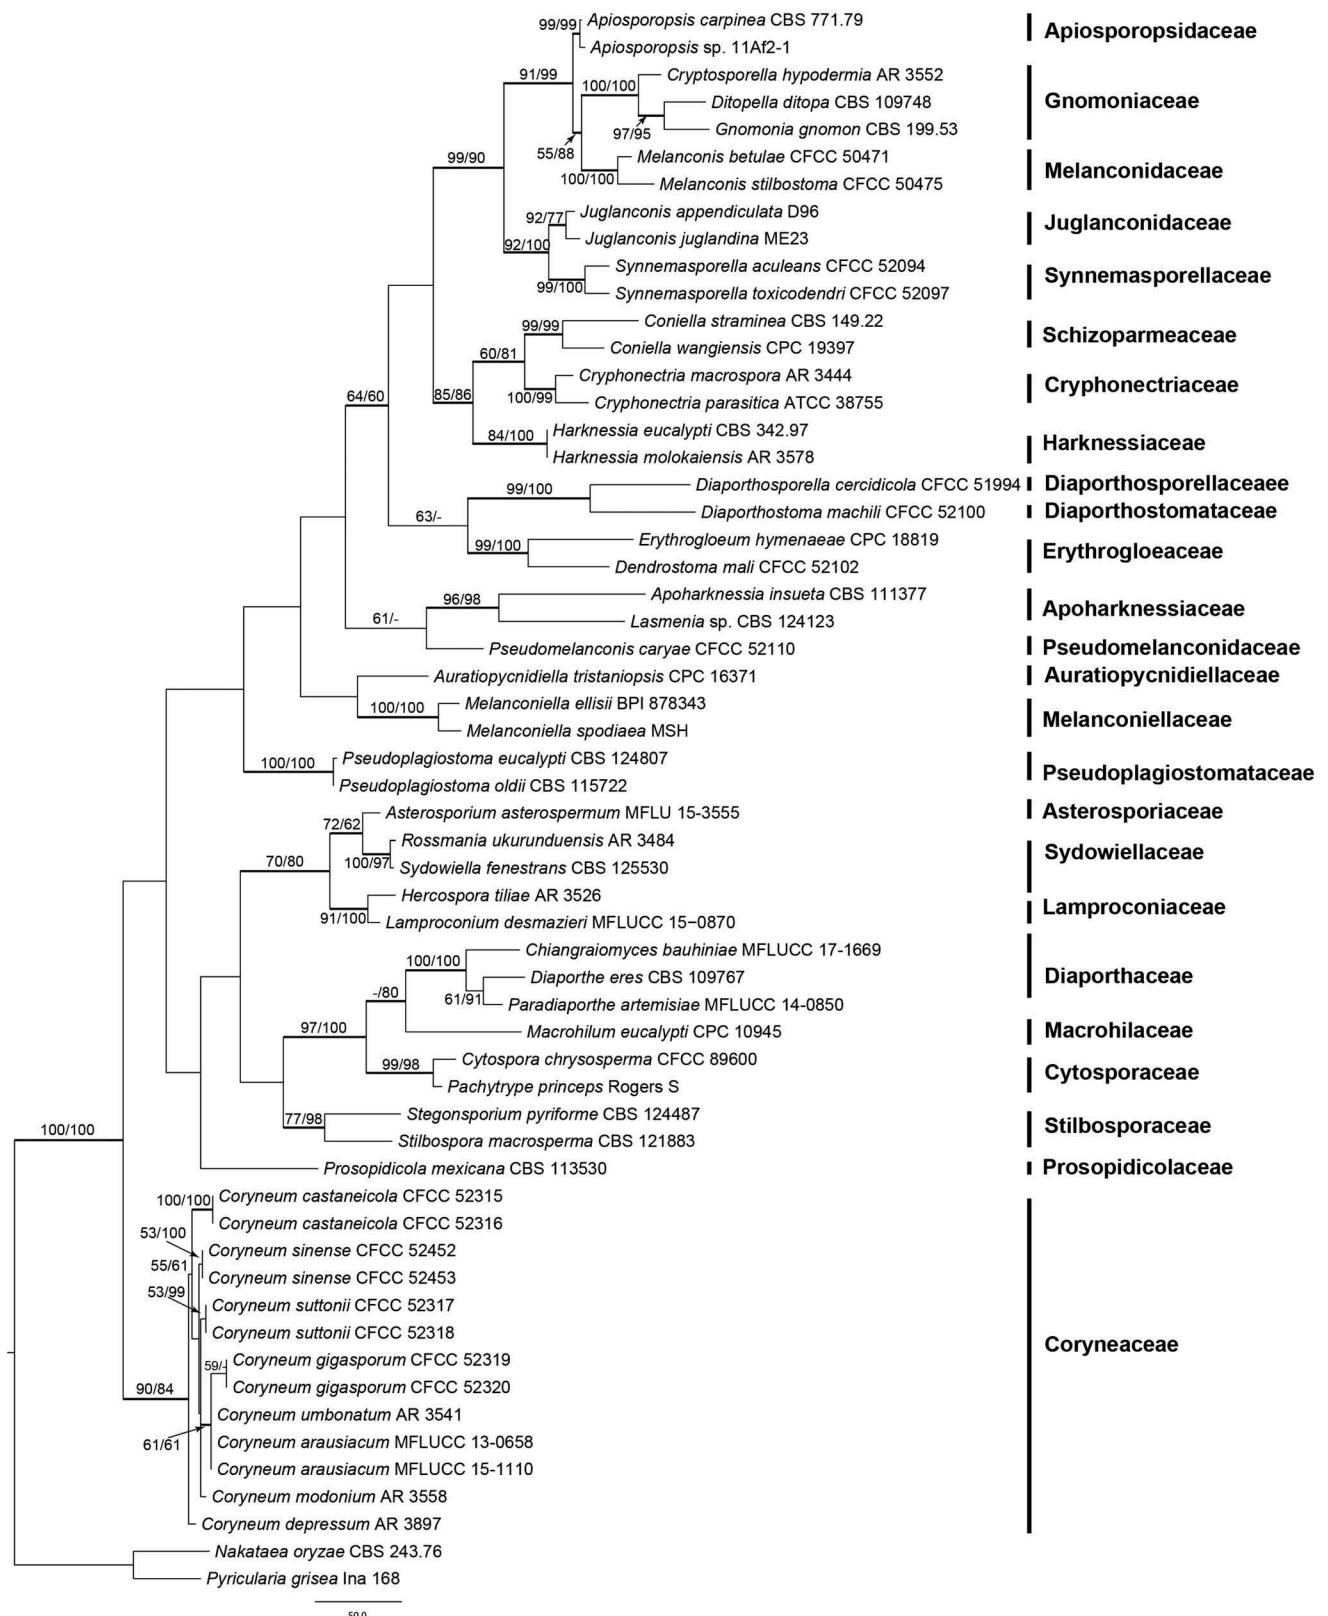 99/99 Apiosporopsis carpinea CBS 771.79
Apiosporopsis sp. 11Af2-1
Apiosporopsidaceae
91/99
100/100 Cryptosporella hypodermia AR 3552
Ditopella ditopa CBS 109748
Gnomoniaceae
97/95 Gnomonia gnomon CBS 199.53
55/88
Melanconis betulae CFCC 50471
Melanconidaceae
99/90
100/100 Melanconis stilbostoma CFCC 50475
92/77 Juglanconis appendiculata D96
Juglanconidaceae
92/100 Juglanconis juglandina ME23
Synnemasporella aculeans CFCC 52094
Synnemasporellaceae
99/100 Synnemasporella toxicodendri CFCC 52097
99/99 Coniella straminea CBS 149.22
Schizoparmeaceae
60/81 Coniella wangiensis CPC 19397
Cryphonectria macrospora AR 3444
Cryphonectriaceae
64/60 85/86 100/99 Cryphonectria parasitica ATCC 38755
84/100 Harknessia eucalypti CBS 342.97
Harknessiaceae
Harknessia molokaiensis AR 3578
99/100 Diaporthosporella cercidicola CFCC 51994 Diaporthosporellaceaee
63/- Diaporthostoma machili CFCC 52100 Diaporthostomataceae
99/100 Erythrogloeum hymenaeae CPC 18819
Erythrogloeaceae
Dendrostoma mali CFCC 52102
96/98 Apoharknessia insueta CBS 111377
Apoharknessiaceae
61/- Lasmenia sp. CBS 124123
Pseudomelanconis caryae CFCC 52110 Pseudomelanconidaceae
Auratiopycnidiella tristaniopsis CPC 16371 Auratiopycnidiellaceae
100/100 Melanconiella ellisii BPI 878343
Melanconiellaceae
Melanconiella spodiaea MSH
100/100 Pseudoplagiostoma eucalypti CBS 124807
Pseudoplagiostomataceae
Pseudoplagiostoma oldii CBS 115722
72/62 Asterosporium asterospermum MFLU 15-3555 Asterosporiaceae
Rossmania ukurunduensis AR 3484
Sydowiellaceae
70/80 100/97 Sydowiella fenestrans CBS 125530
Hercospora tiliae AR 3526
Lamproconiaceae
91/100 Lamproconium desmazieri MFLUCC 15−0870
100/100 Chiangraiomyces bauhiniae MFLUCC 17-1669
Diaporthe eres CBS 109767
Diaporthaceae
-/80 61/91 Paradiaporthe artemisiae MFLUCC 14-0850
97/100 Macrohilum eucalypti CPC 10945 Macrohilaceae
99/98 Cytospora chrysosperma CFCC 89600
Cytosporaceae
Pachytrype princeps Rogers S
77/98 Stegonsporium pyriforme CBS 124487
Stilbosporaceae
100/100 Stilbospora macrosperma CBS 121883
Prosopidicola mexicana CBS 113530 Prosopidicolaceae
100/100 Coryneum castaneicola CFCC 52315
Coryneum castaneicola CFCC 52316
53/100
Coryneum sinense CFCC 52452
55/61
Coryneum sinense CFCC 52453
53/99
Coryneum suttonii CFCC 52317
Coryneum suttonii CFCC 52318
Coryneaceae
59/- Coryneum gigasporum CFCC 52319
90/84 Coryneum gigasporum CFCC 52320
Coryneum umbonatum AR 3541
61/61 Coryneum arausiacum MFLUCC 13-0658
Coryneum arausiacum MFLUCC 15-1110
Coryneum modonium AR 3558
Coryneum depressum AR 3897
Nakataea oryzae CBS 243.76
Pyricularia grisea Ina 168
50.0